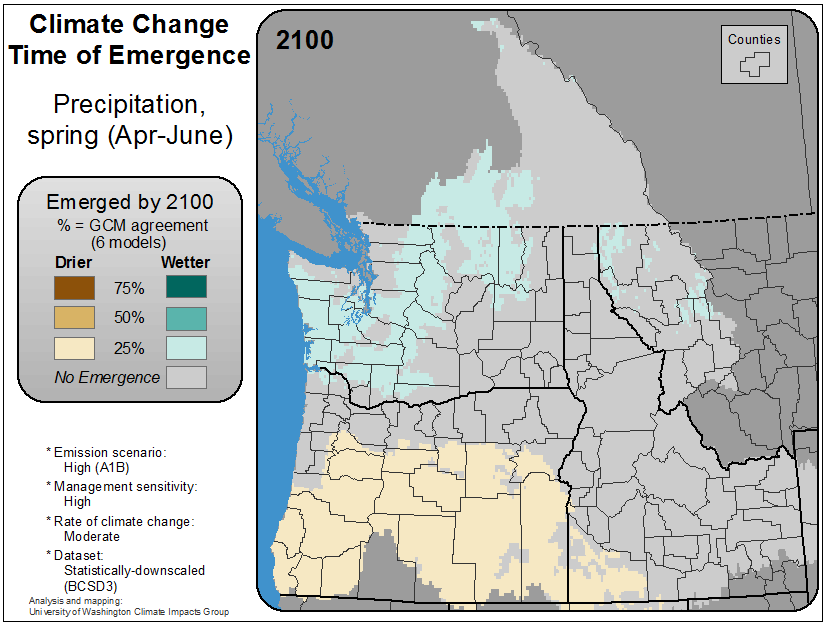 Climate Change
Time of Emergence
Precipitation,
spring (Apr-June)
Emerged by 2100
% = GCM agreement
(6 models)
Drier Wetter
75%
50%
25%
No Emergence
* Emission scenario:
High (A1B)
* Management sensitivity:
High
* Rate of climate change:
Moderate
* Dataset:
Statistically-downscaled
(BCSD3)
Analysis and mapping:
University of Washington Climate Impacts Group
2100
Counties